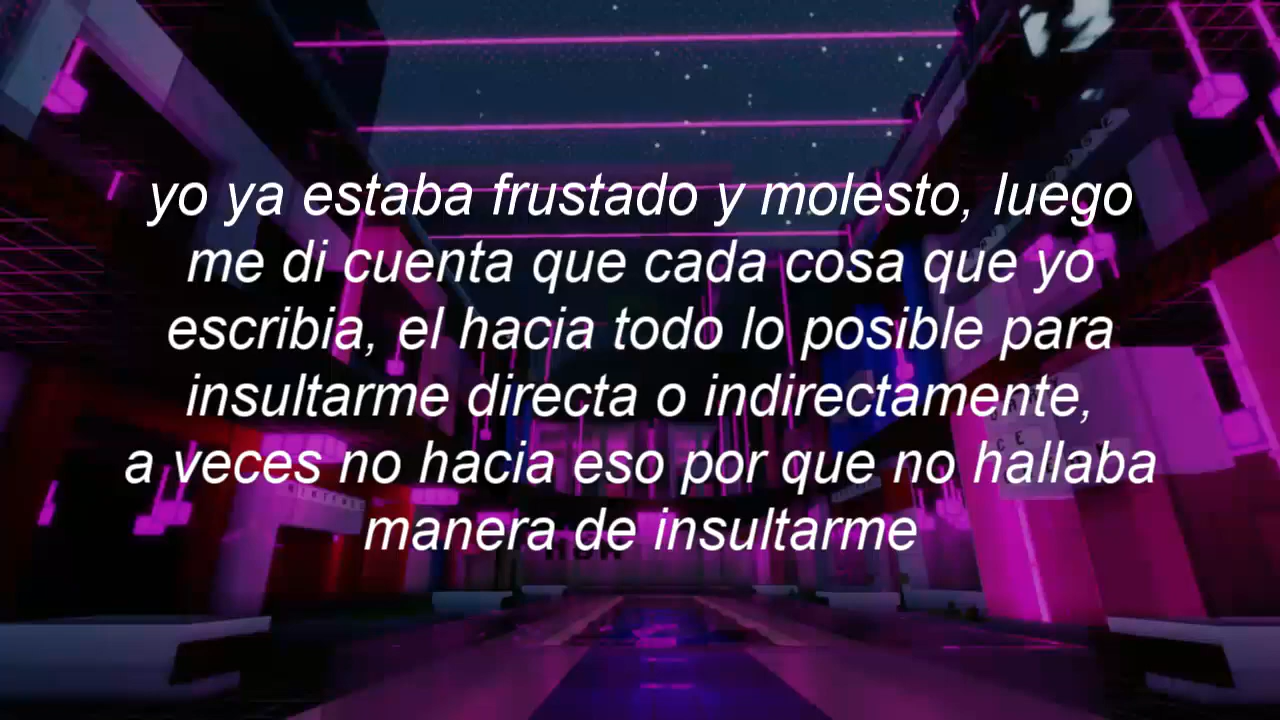 yo ya estaba frustado y molesto, luego
me di cuenta que cada cosa que yo
escribia, el hacia todo lo posible para
insultarme directa o indirectamente,
a veces no hacia eso por que no hallaba
manera de insultarme